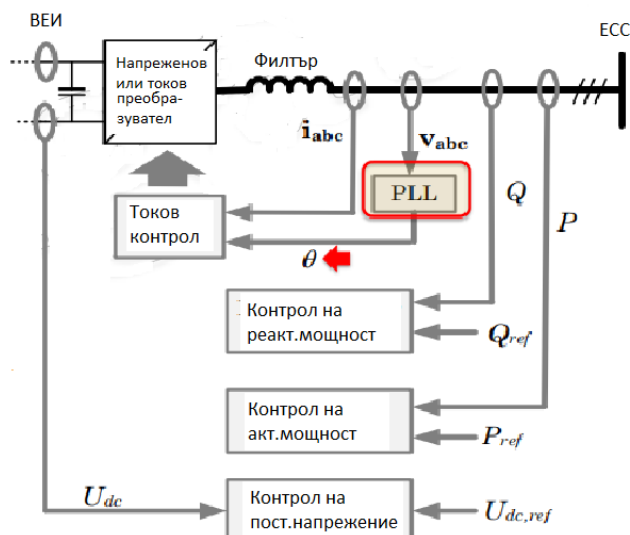 ВЕИ
ЕСС
Напреженов
или токов
преобра-
зувател
Филтър
i_abc
v_abc
PLL
Q
P
Токов
контрол
θ
Контрол на
реакт.мощност
Q_ref
Контрол на
акт.мощност
P_ref
U_dc
Контрол на
пост.напрежение
U_dc,ref